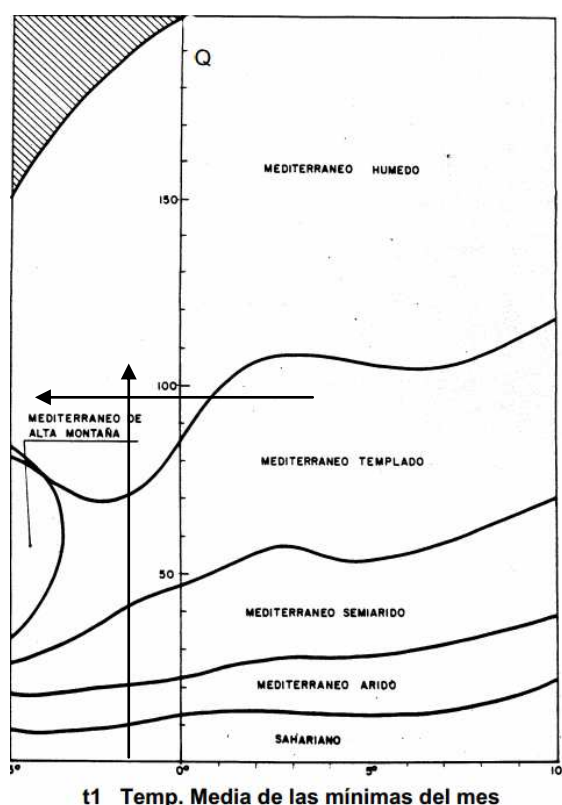 Q
MEDITERRANEO HUMEDO
150
100
MEDITERRANEO DE
ALTA MONTAÑA
MEDITERRANEO TEMPLADO
50
MEDITERRANEO SEMIARIDO
MEDITERRANEO ARIDO
SAHARIANO
5° 0° 5° 10
t1 Temp. Media de las mínimas del mes